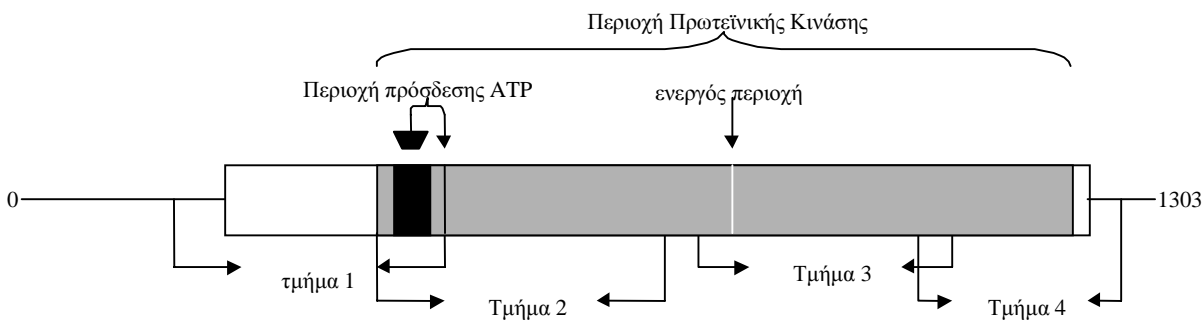 Περιοχή Πρωτεϊνικής Κινάσης
Περιοχή πρόσδεσης ATP
ενεργός περιοχή
0
1303
τμήμα 1
Τμήμα 2
Τμήμα 3
Τμήμα 4